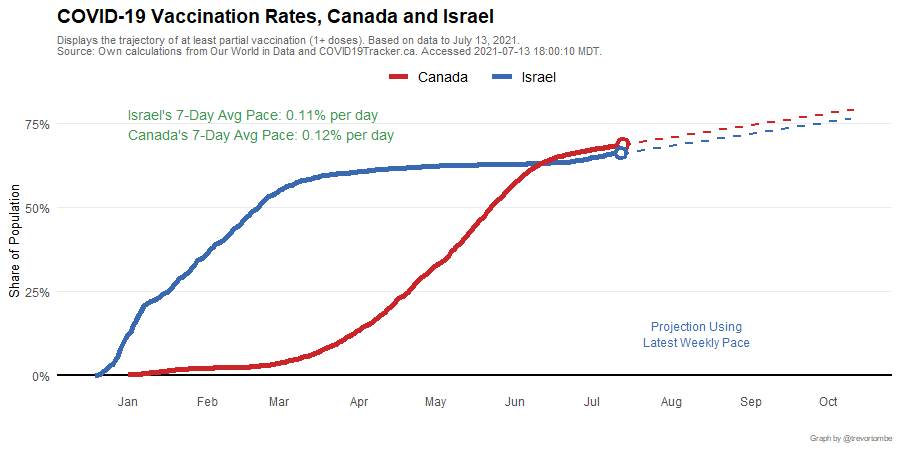 COVID-19 Vaccination Rates, Canada and Israel
Displays the trajectory of at least partial vaccination (1+ doses). Based on data to July 13, 2021.
Source: Own calculations from Our World in Data and COVID19Tracker.ca. Accessed 2021-07-13 18:00:10 MDT.
Canada Israel
Israel's 7-Day Avg Pace: 0.11% per day
Canada's 7-Day Avg Pace: 0.12% per day
75%
50%
25%
0%
Share of Population
Projection Using
Latest Weekly Pace
Jan Feb Mar Apr May Jun Jul Aug Sep Oct
Graph by @trevortombe